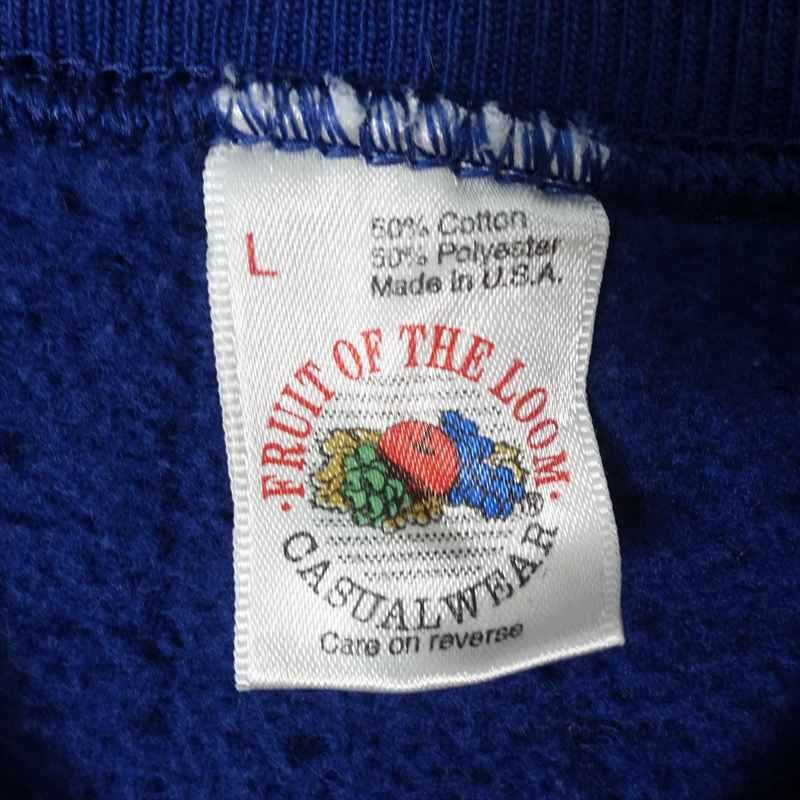 L
50% Cotton
50% Polyester
Made in U.S.A.
·FRUIT OF THE LOOM·
®
CASUALWEAR
Care on reverse